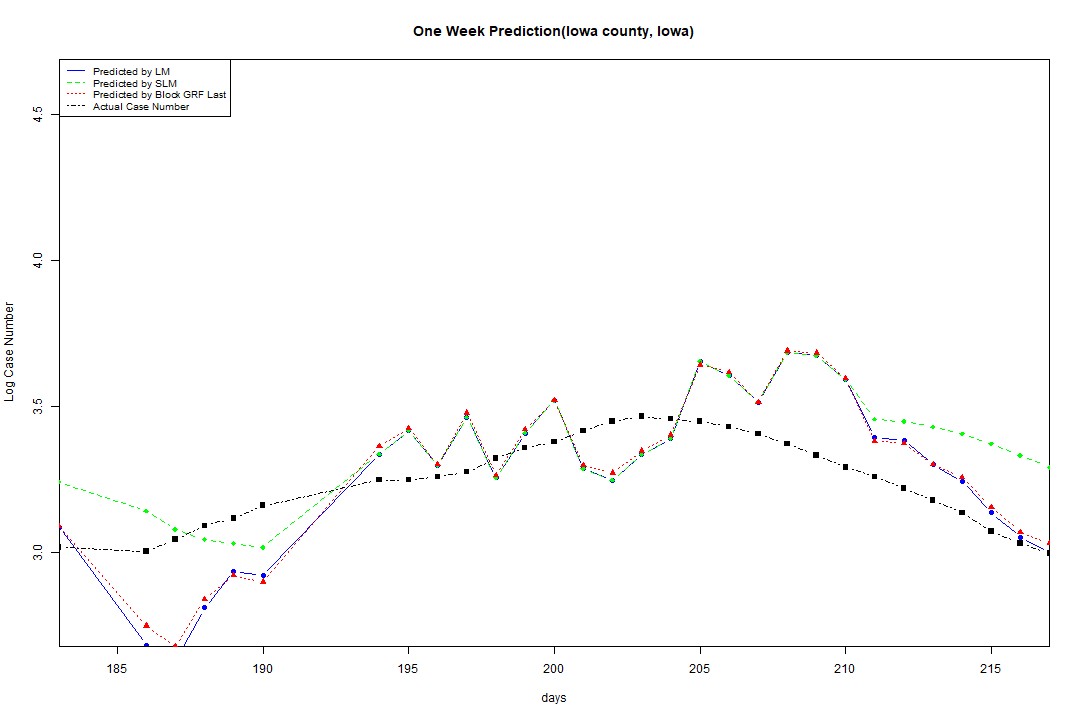 One Week Prediction(Iowa county, Iowa)
Predicted by LM
Predicted by SLM
Predicted by Block GRF Last
Actual Case Number
4.5
4.0
3.5
3.0
Log Case Number
185 190 195 200 205 210 215
days